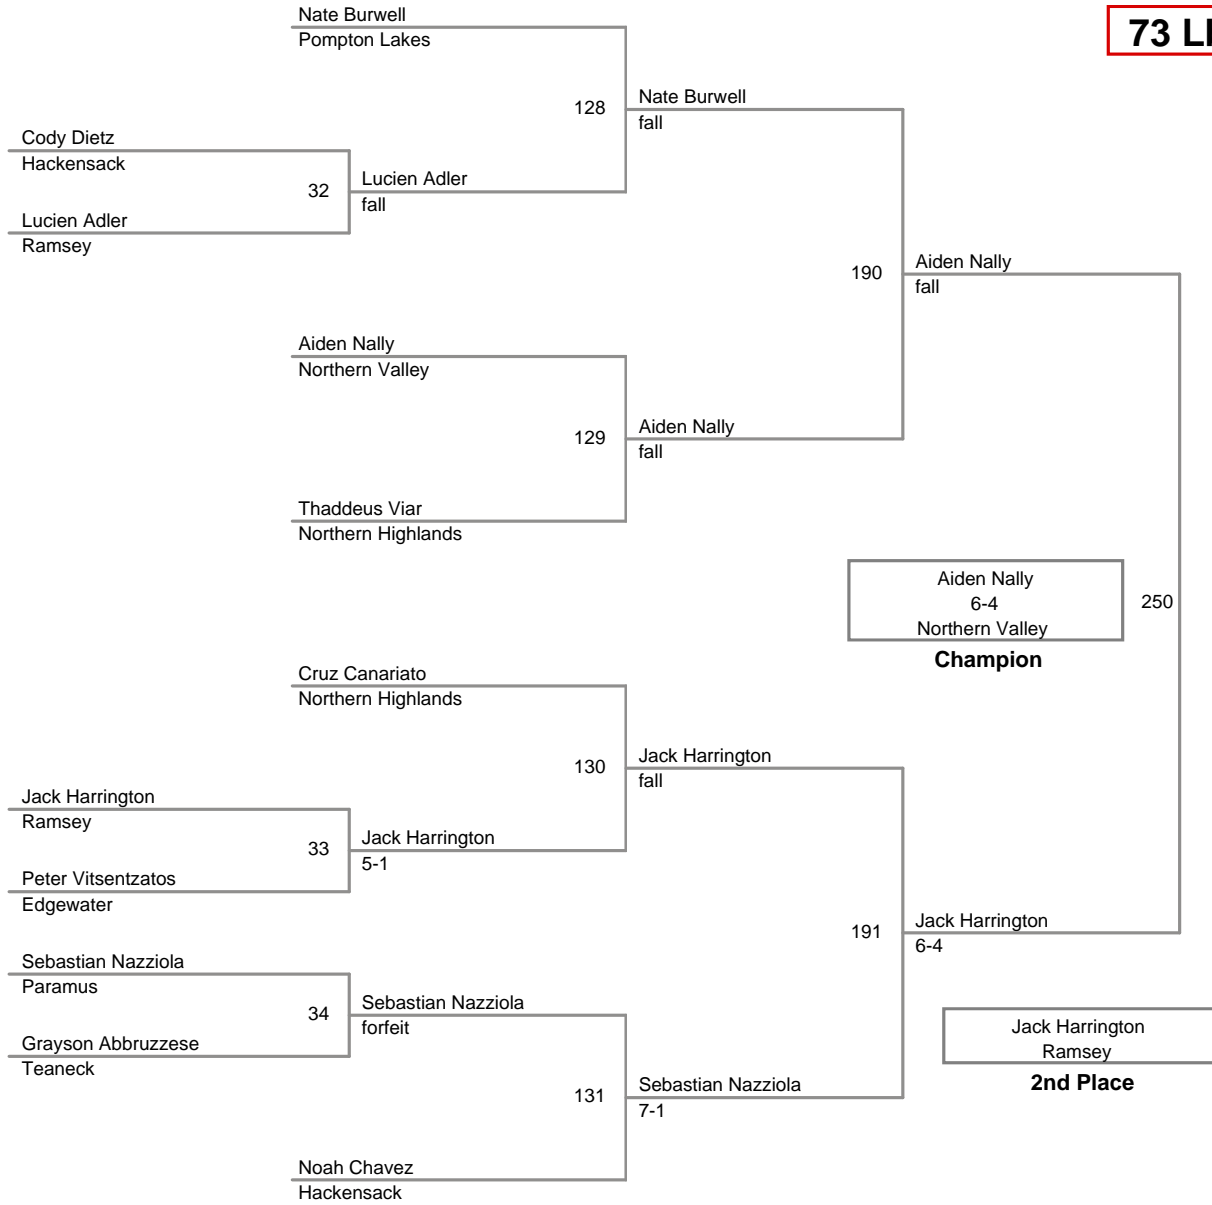 Nate Burwell
Pompton Lakes
73 L
128
Nate Burwell
fall
Cody Dietz
Hackensack
32
Lucien Adler
fall
Lucien Adler
Ramsey
190
Aiden Nally
fall
Aiden Nally
Northern Valley
129
Aiden Nally
fall
Thaddeus Viar
Northern Highlands
Aiden Nally
6-4
Northern Valley
Champion
250
Cruz Canariato
Northern Highlands
130
Jack Harrington
fall
Jack Harrington
Ramsey
33
Jack Harrington
5-1
Peter Vitsentzatos
Edgewater
191
Jack Harrington
6-4
Sebastian Nazziola
Paramus
34
Sebastian Nazziola
forfeit
Grayson Abbruzzese
Teaneck
Jack Harrington
Ramsey
2nd Place
131
Sebastian Nazziola
7-1
Noah Chavez
Hackensack